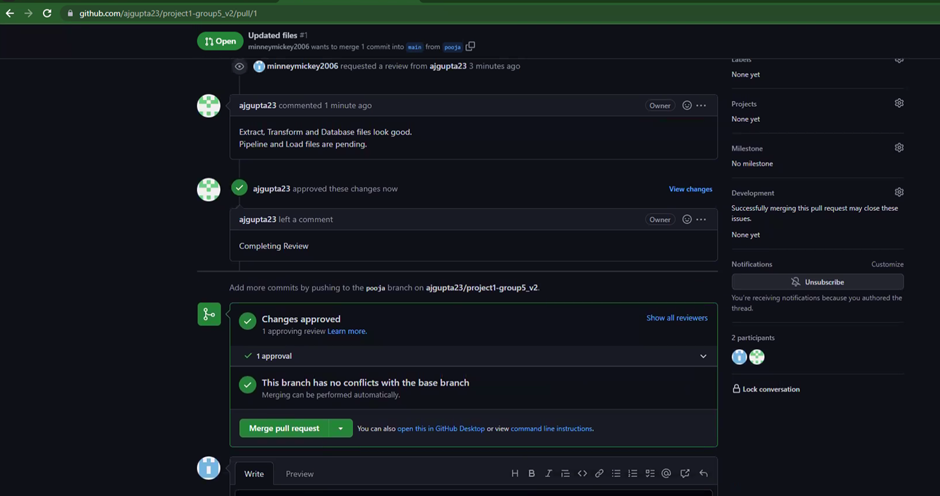 github.com/ajgupta23/project1-group5_v2/pull/1
Open
Updated files #1
minneymickey2006 wants to merge 1 commit into main from pooja
minneymickey2006 requested a review from ajgupta23 3 minutes ago
ajgupta23 commented 1 minute ago
Owner
Extract, Transform and Database files look good.
Pipeline and Load files are pending.
ajgupta23 approved these changes now
View changes
ajgupta23 left a comment
Owner
Completing Review
Add more commits by pushing to the pooja branch on ajgupta23/project1-group5_v2.
Changes approved
1 approving review Learn more.
Show all reviewers
1 approval
This branch has no conflicts with the base branch
Merging can be performed automatically.
Merge pull request
You can also open this in GitHub Desktop or view command line instructions.
Write
Preview
Labels
None yet
Projects
None yet
Milestone
No milestone
Development
Successfully merging this pull request may close these
issues.
None yet
Notifications
Customize
Unsubscribe
You're receiving notifications because you authored the
thread.
2 participants
Lock conversation